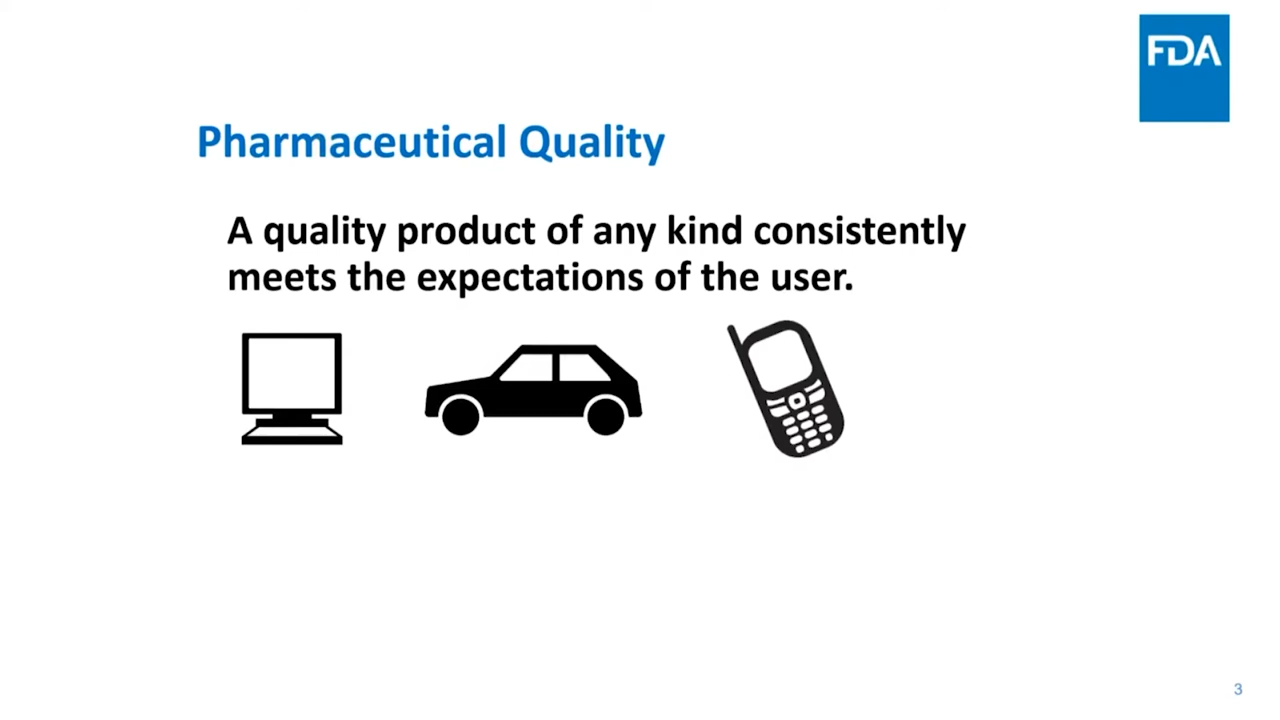 FDA
Pharmaceutical Quality
A quality product of any kind consistently
meets the expectations of the user.
3